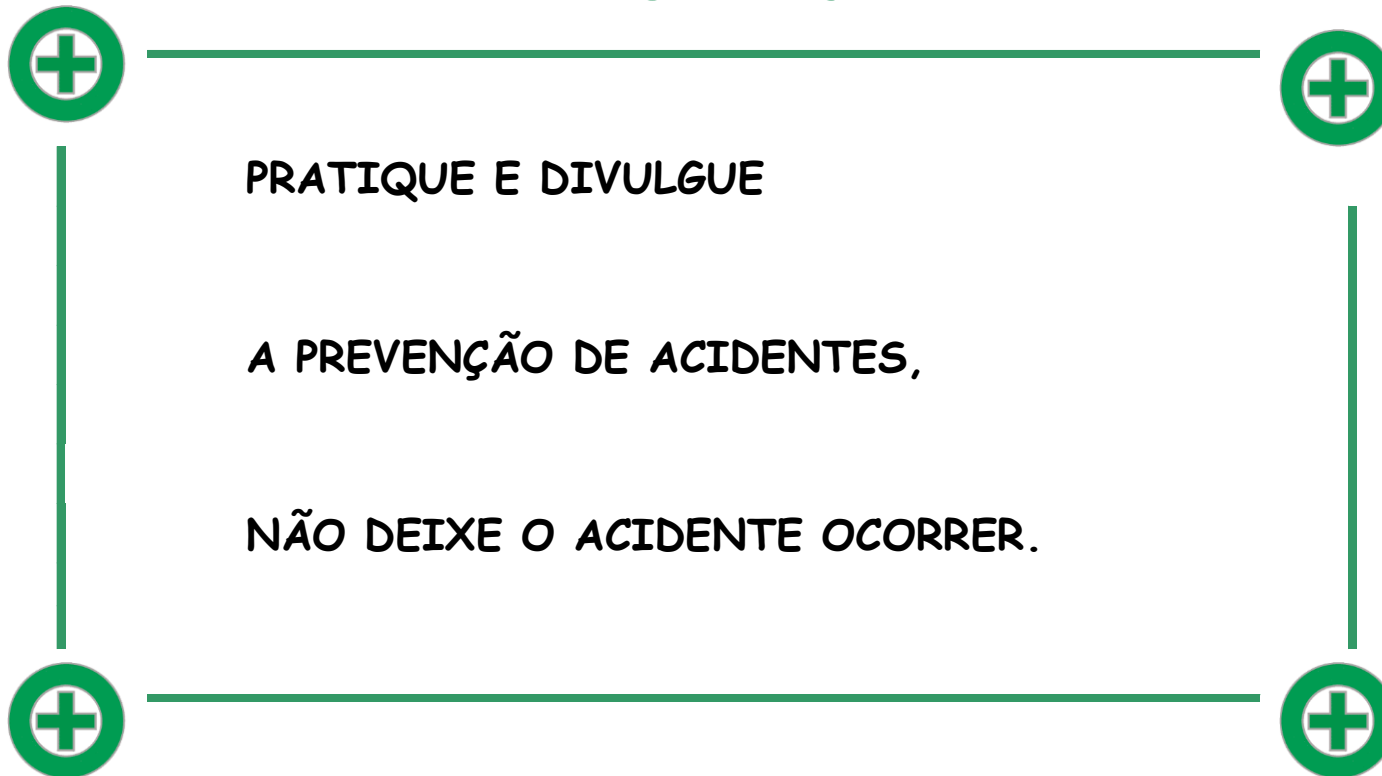 PRATIQUE E DIVULGUE
A PREVENÇÃO DE ACIDENTES,
NÃO DEIXE O ACIDENTE OCORRER.